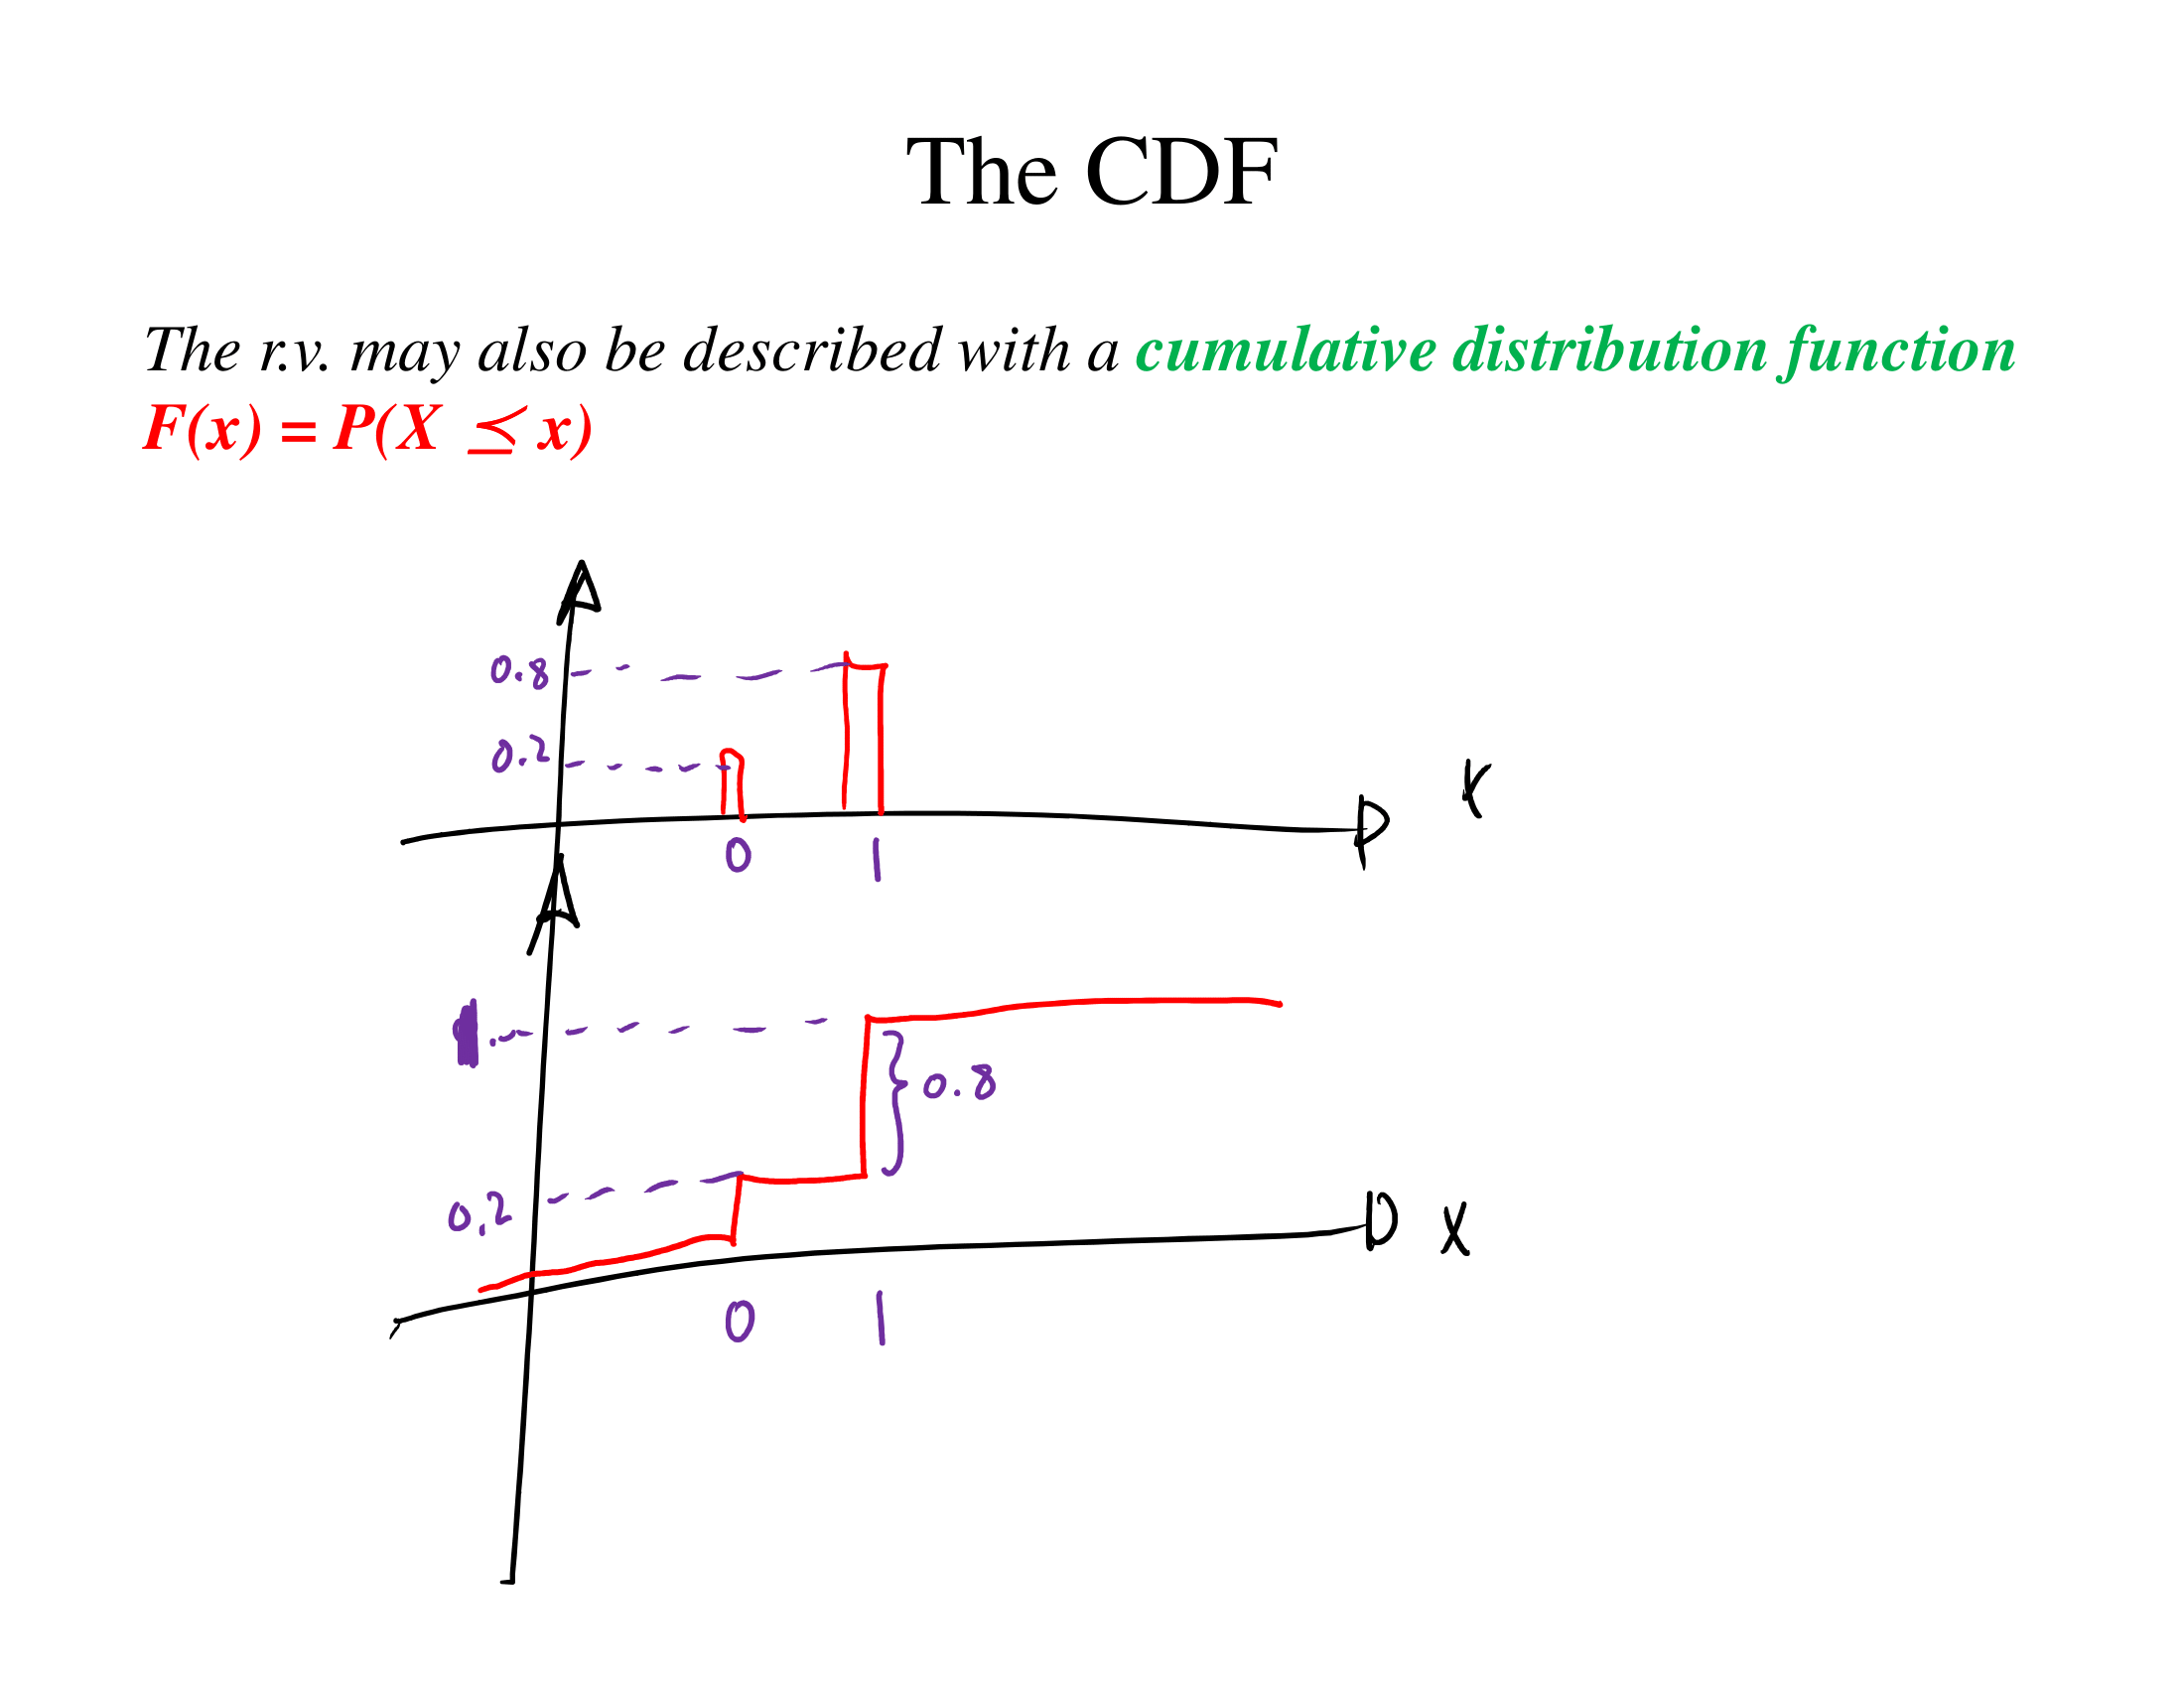 The CDF
The r.v. may also be described with a cumulative distribution function
F(x) = P(X ≤ x)
0.8
0.2
0 1
1
0.8
0.2
x
0 1